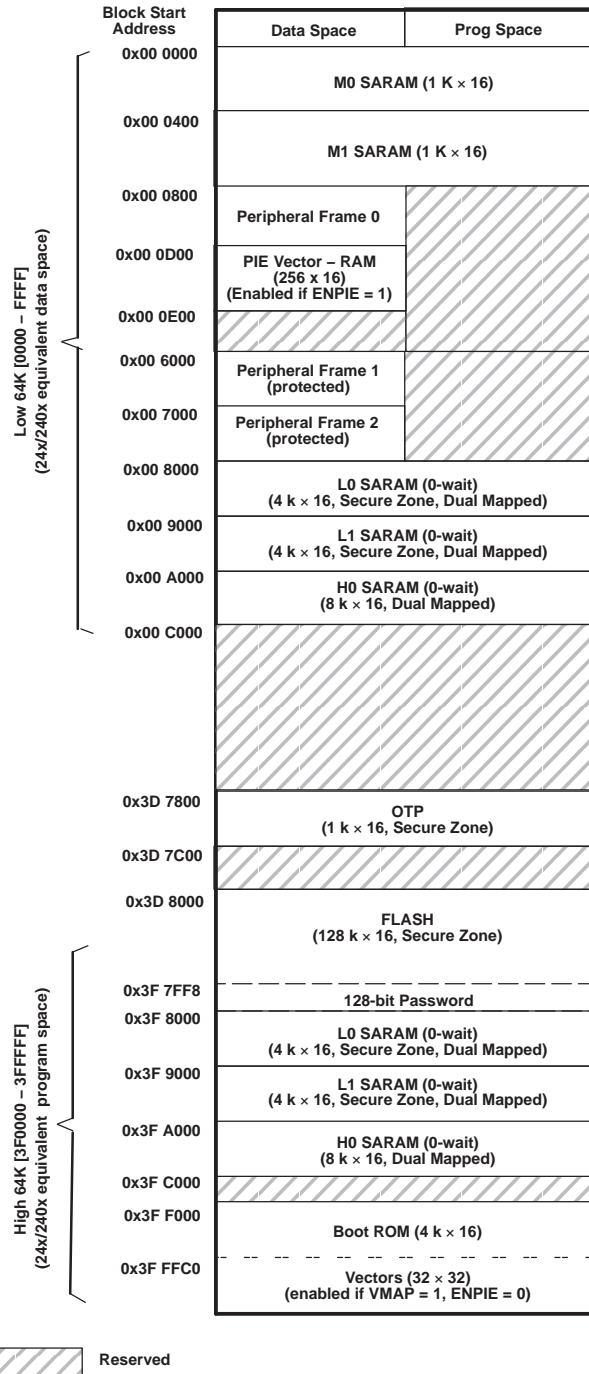 Block Start
Address
Data Space
Prog Space
0x00 0000
M0 SARAM (1 K × 16)
0x00 0400
M1 SARAM (1 K × 16)
0x00 0800
Peripheral Frame 0
0x00 0D00
PIE Vector – RAM
(256 x 16)
(Enabled if ENPIE = 1)
0x00 0E00
0x00 6000
Peripheral Frame 1
(protected)
0x00 7000
Peripheral Frame 2
(protected)
0x00 8000
L0 SARAM (0-wait)
(4 k × 16, Secure Zone, Dual Mapped)
0x00 9000
L1 SARAM (0-wait)
(4 k × 16, Secure Zone, Dual Mapped)
0x00 A000
H0 SARAM (0-wait)
(8 k × 16, Dual Mapped)
0x00 C000
Low 64K [0000 – FFFF]
(24x/240x equivalent data space)
0x3D 7800
OTP
(1 k × 16, Secure Zone)
0x3D 7C00
0x3D 8000
FLASH
(128 k × 16, Secure Zone)
0x3F 7FF8
128-bit Password
0x3F 8000
L0 SARAM (0-wait)
(4 k × 16, Secure Zone, Dual Mapped)
0x3F 9000
L1 SARAM (0-wait)
(4 k × 16, Secure Zone, Dual Mapped)
0x3F A000
H0 SARAM (0-wait)
(8 k × 16, Dual Mapped)
0x3F C000
0x3F F000
Boot ROM (4 k × 16)
0x3F FFC0
Vectors (32 × 32)
(enabled if VMAP = 1, ENPIE = 0)
High 64K [3F0000 – 3FFFFF]
(24x/240x equivalent program space)
Reserved